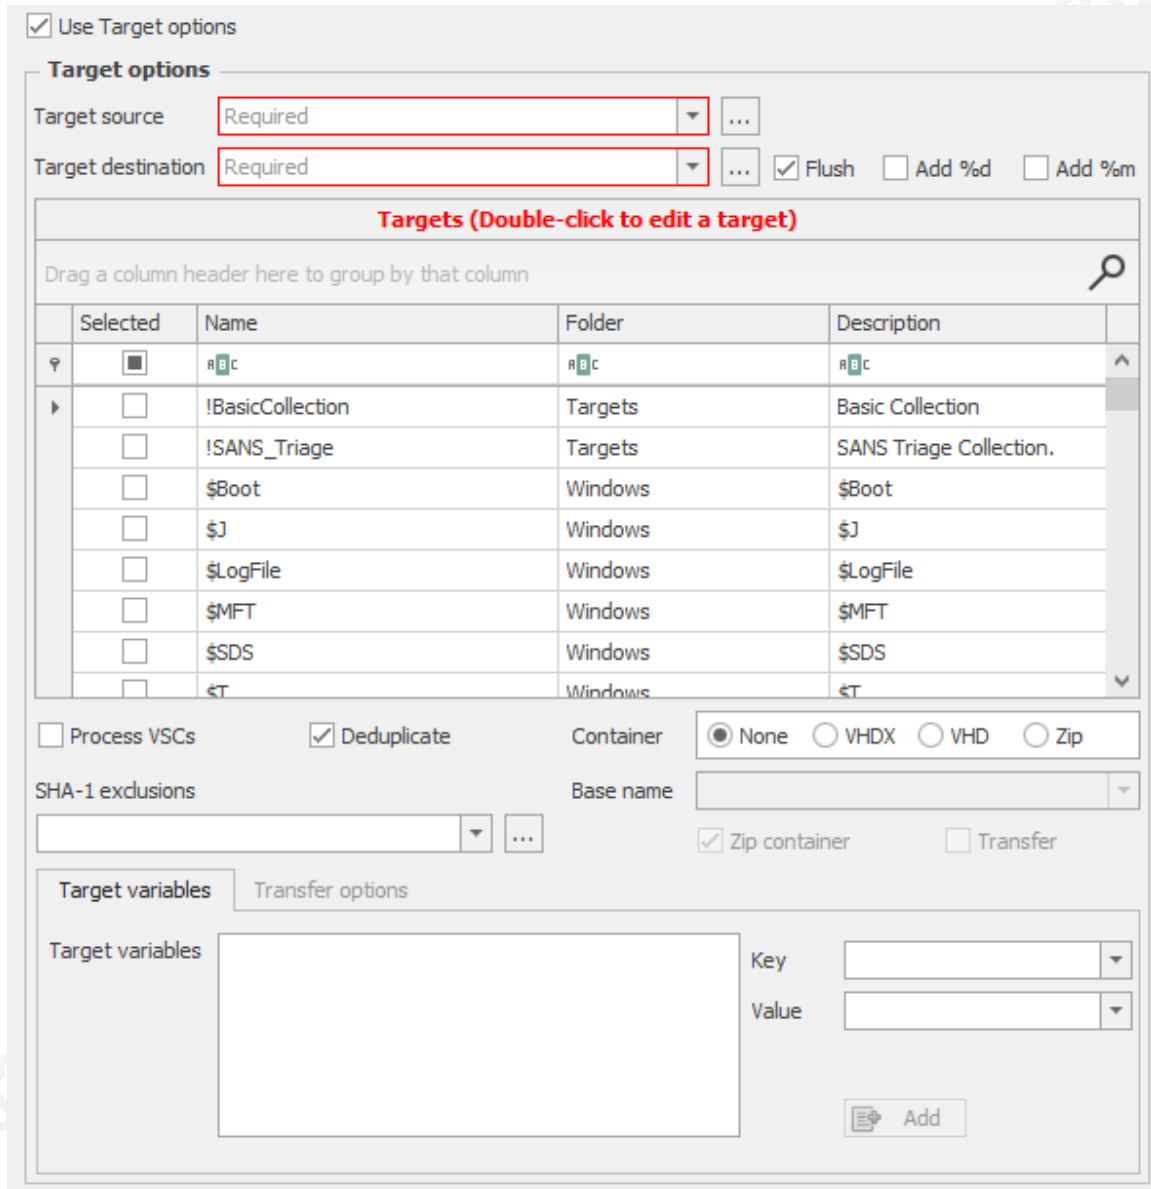 Use Target options
Target options
Target source Required ...
Target destination Required ... Flush Add %d Add %m
Targets (Double-click to edit a target)
Drag a column header here to group by that column
Selected Name Folder Description
ABC ABC ABC
!BasicCollection Targets Basic Collection
!SANS_Triage Targets SANS Triage Collection.
$Boot Windows $Boot
$J Windows $J
$LogFile Windows $LogFile
$MFT Windows $MFT
$SDS Windows $SDS
$T Windows $T
Process VSCs Deduplicate Container None VHDX VHD Zip
SHA-1 exclusions Base name
... Zip container Transfer
Target variables Transfer options
Target variables Key
Value
Add